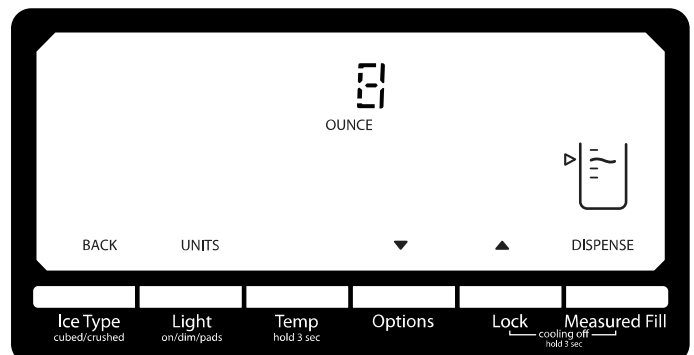 8
OUNCE
BACK UNITS ▼ ▲ DISPENSE
Ice Type Light Temp Options Lock Measured Fill
cubed/crushed on/dim/pads hold 3 sec cooling off
hold 3 sec